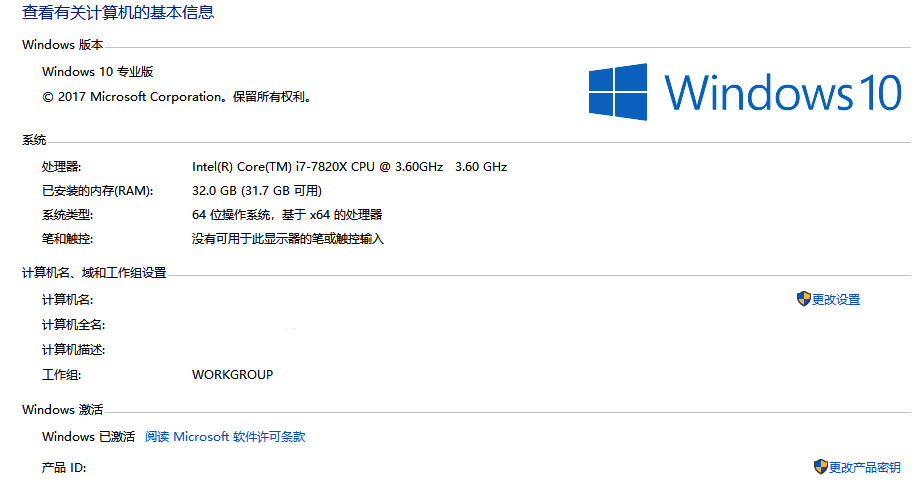 查看有关计算机的基本信息
Windows 版本
Windows 10 专业版
© 2017 Microsoft Corporation。保留所有权利。
Windows 10
系统
处理器: Intel(R) Core(TM) i7-7820X CPU @ 3.60GHz 3.60 GHz
已安装的内存(RAM): 32.0 GB (31.7 GB 可用)
系统类型: 64 位操作系统，基于 x64 的处理器
笔和触控: 没有可用于此显示器的笔或触控输入
计算机名、域和工作组设置
计算机名: 更改设置
计算机全名:
计算机描述:
工作组: WORKGROUP
Windows 激活
Windows 已激活 阅读 Microsoft 软件许可条款
产品 ID: 更改产品密钥